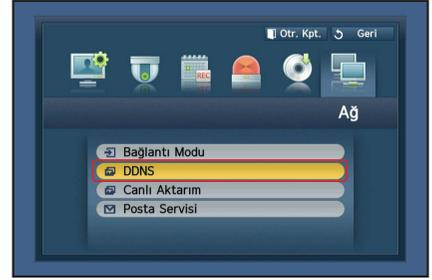 Otr. Kpt. Geri
REC
Ağ
Bağlantı Modu
DDNS
Canlı Aktarım
Posta Servisi